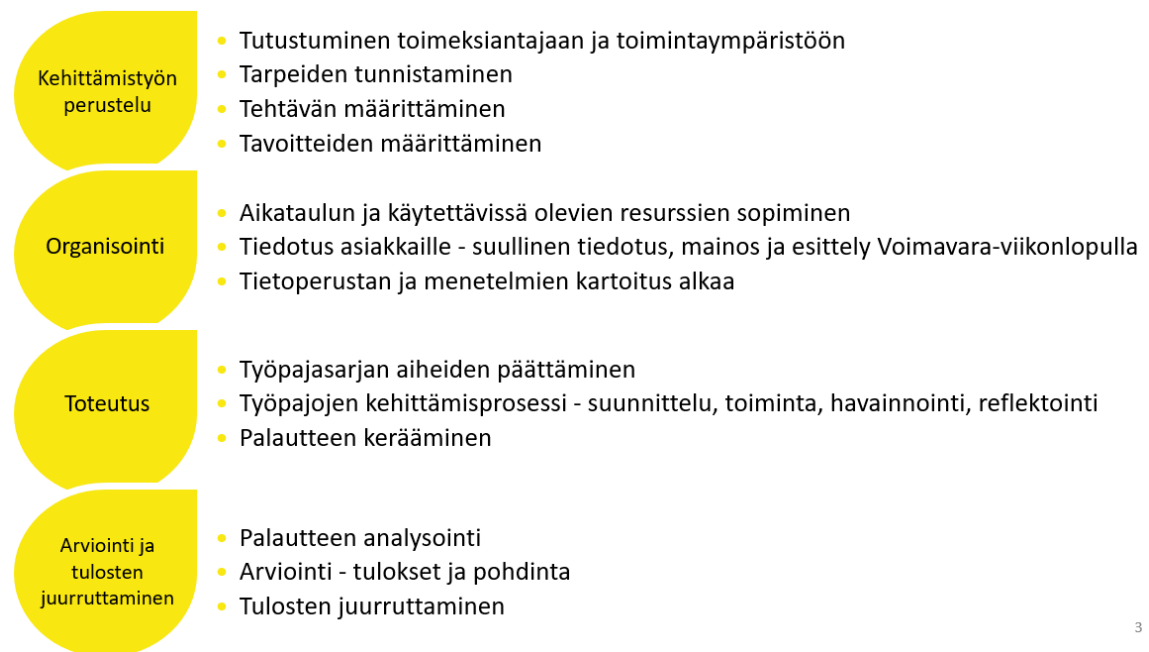 Kehittämistyön
perustelu
Tutustuminen toimeksiantajaan ja toimintaympäristöön
Tarpeiden tunnistaminen
Tehtävän määrittäminen
Tavoitteiden määrittäminen
Organisointi
Aikataulun ja käytettävissä olevien resurssien sopiminen
Tiedotus asiakkaille - suullinen tiedotus, mainos ja esittely Voimavara-viikonlopulla
Tietoperustan ja menetelmien kartoitus alkaa
Toteutus
Työpajasarjan aiheiden päättäminen
Työpajojen kehittämisprosessi - suunnittelu, toiminta, havainnointi, reflektointi
Palautteen kerääminen
Arviointi ja
tulosten
juurruttaminen
Palautteen analysointi
Arviointi - tulokset ja pohdinta
Tulosten juurruttaminen
3